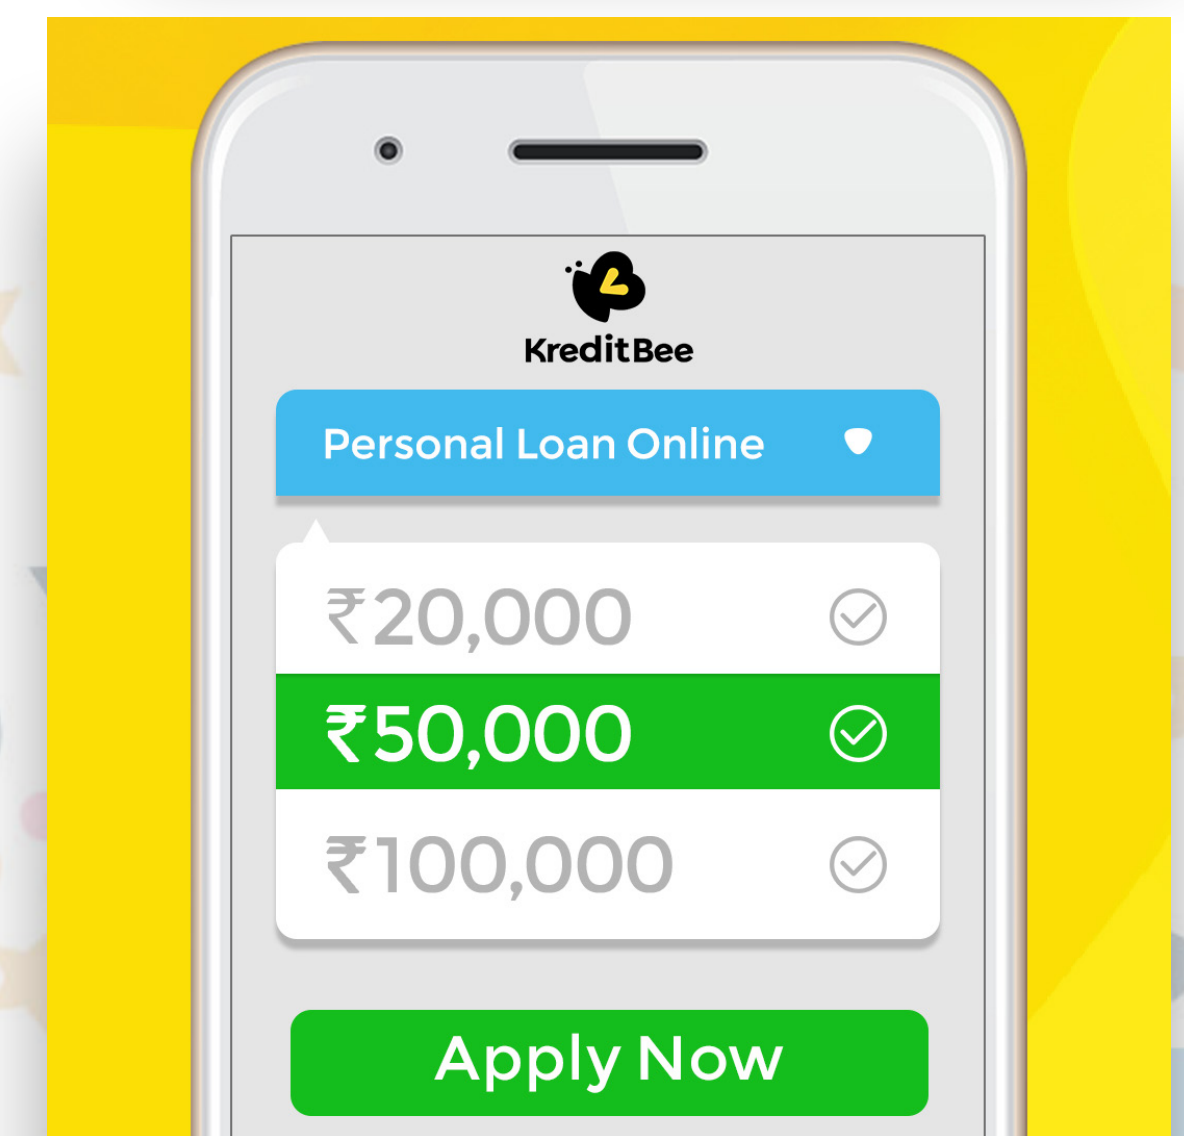 KreditBee
Personal Loan Online
₹20,000
₹50,000
₹100,000
Apply Now